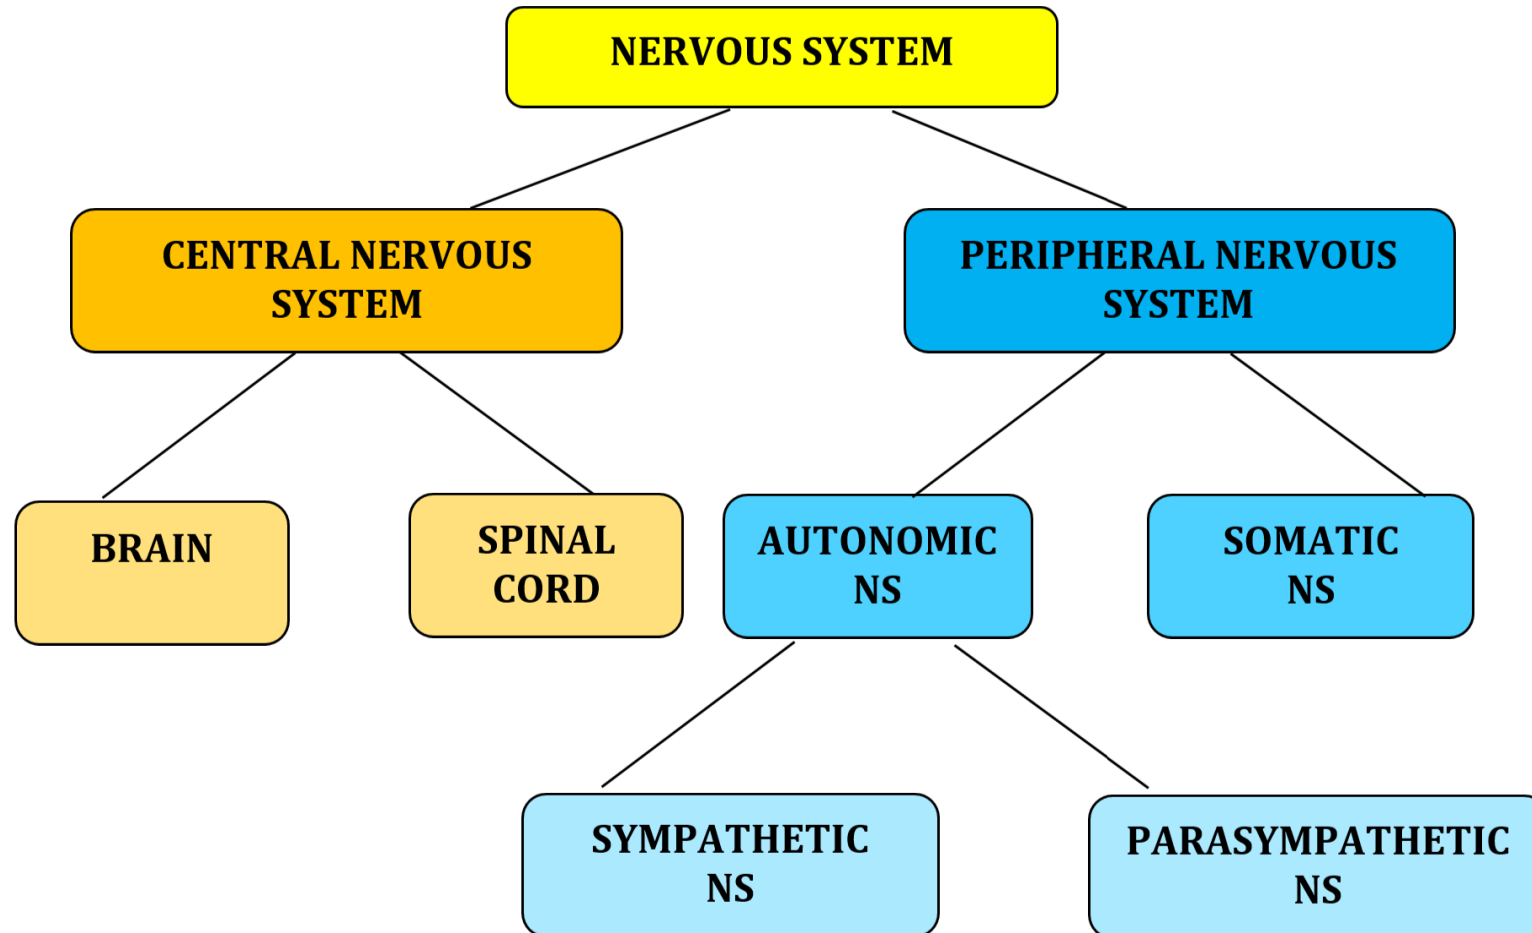 NERVOUS SYSTEM
CENTRAL NERVOUS
SYSTEM
PERIPHERAL NERVOUS
SYSTEM
BRAIN
SPINAL
CORD
AUTONOMIC
NS
SOMATIC
NS
SYMPATHETIC
NS
PARASYMPATHETIC
NS